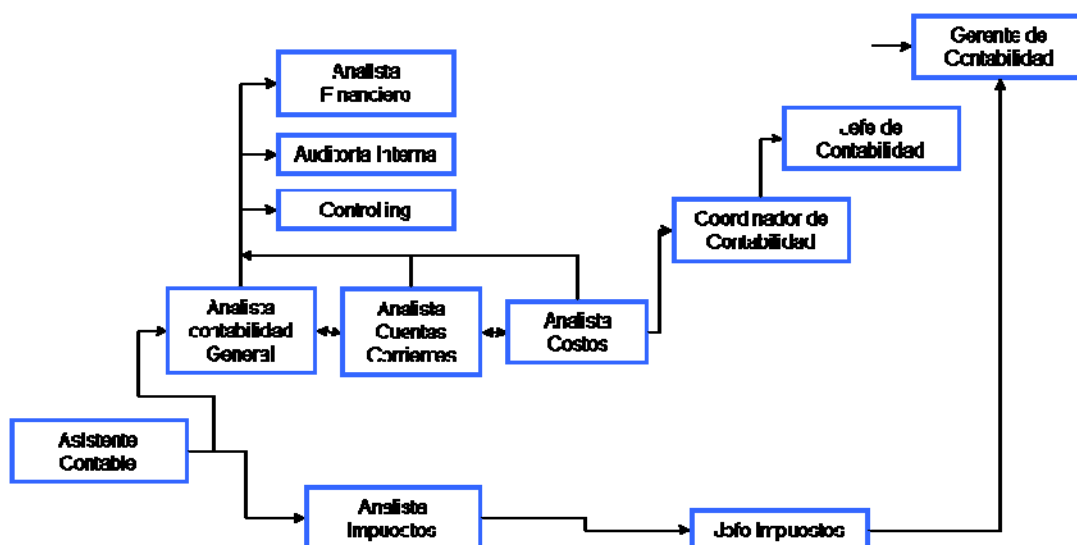 Gerente de
Contabilidad
Analista
Financiero
Jefe de
Contabilidad
Auditoria Interna
Controling
Coordinador de
Contabilidad
Analista
contabilidad
General
Analista
Cuentas
Corrientes
Analista
Costos
Asistente
Contable
Analista
Impuestos
Jefe Impuestos